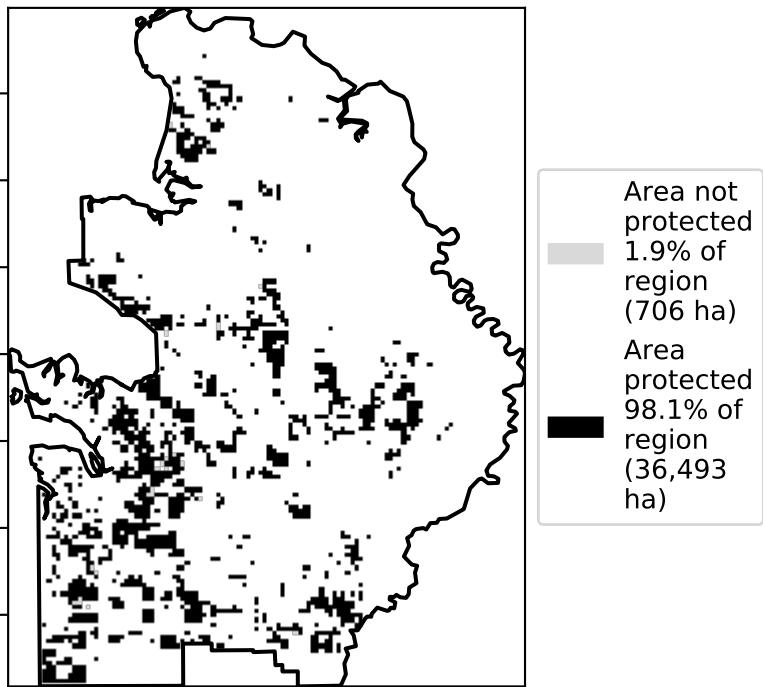 Area not
protected
1.9% of
region
(706 ha)
Area
protected
98.1% of
region
(36,493
ha)